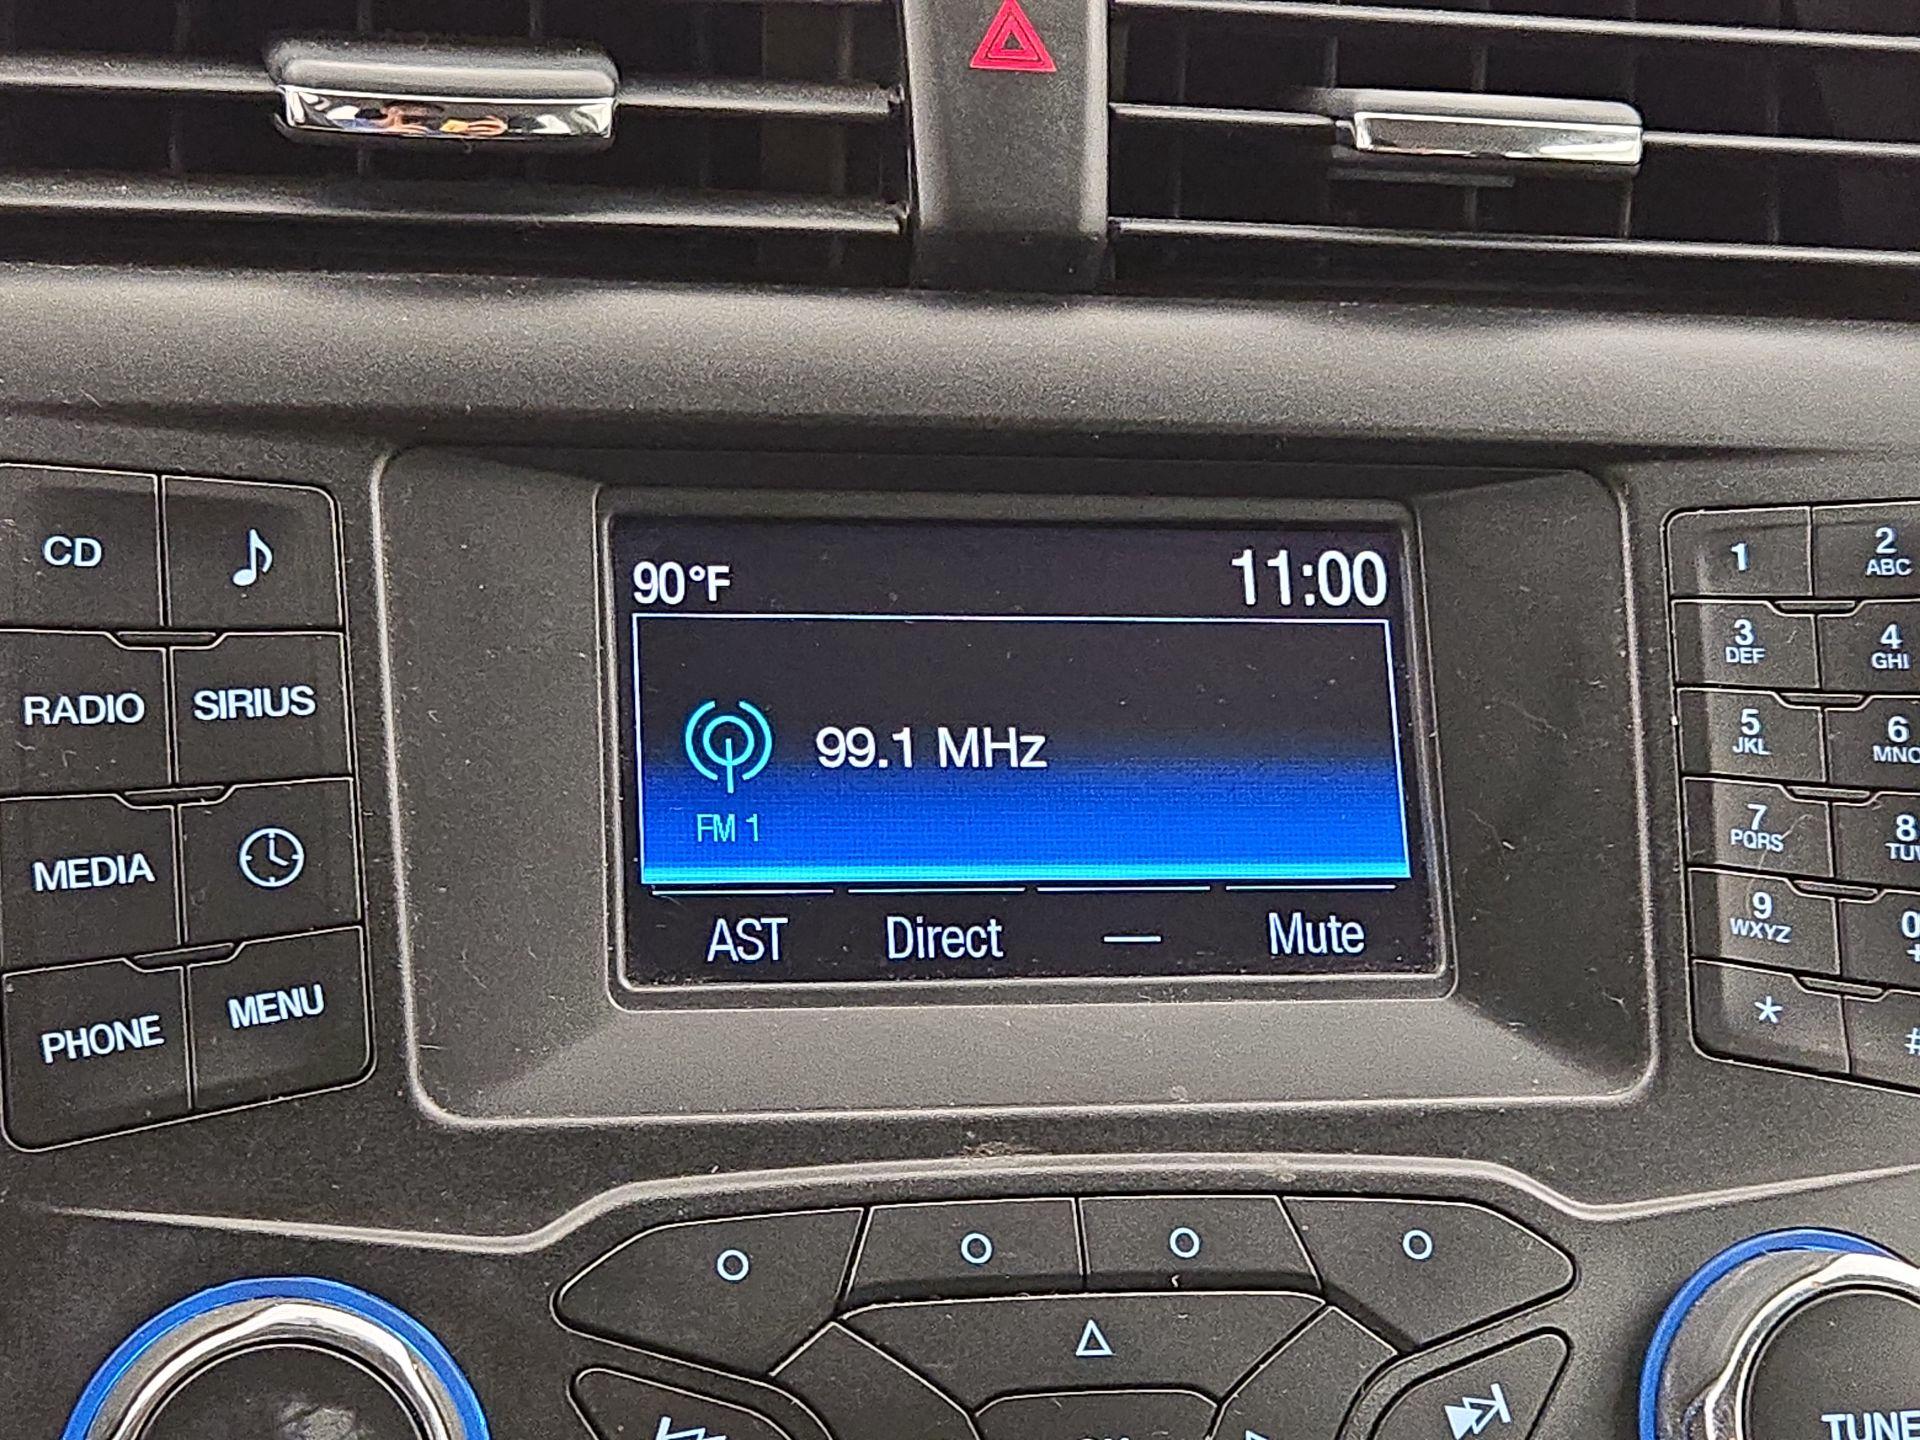 90°F
11:00
99.1 MHz
FM 1
AST Direct — Mute
CD
RADIO SIRIUS
MEDIA
PHONE MENU
1
2 ABC
3 DEF
4 GHI
5 JKL
6
7 PQRS
8
9 WXYZ
0
*
#
TUNE